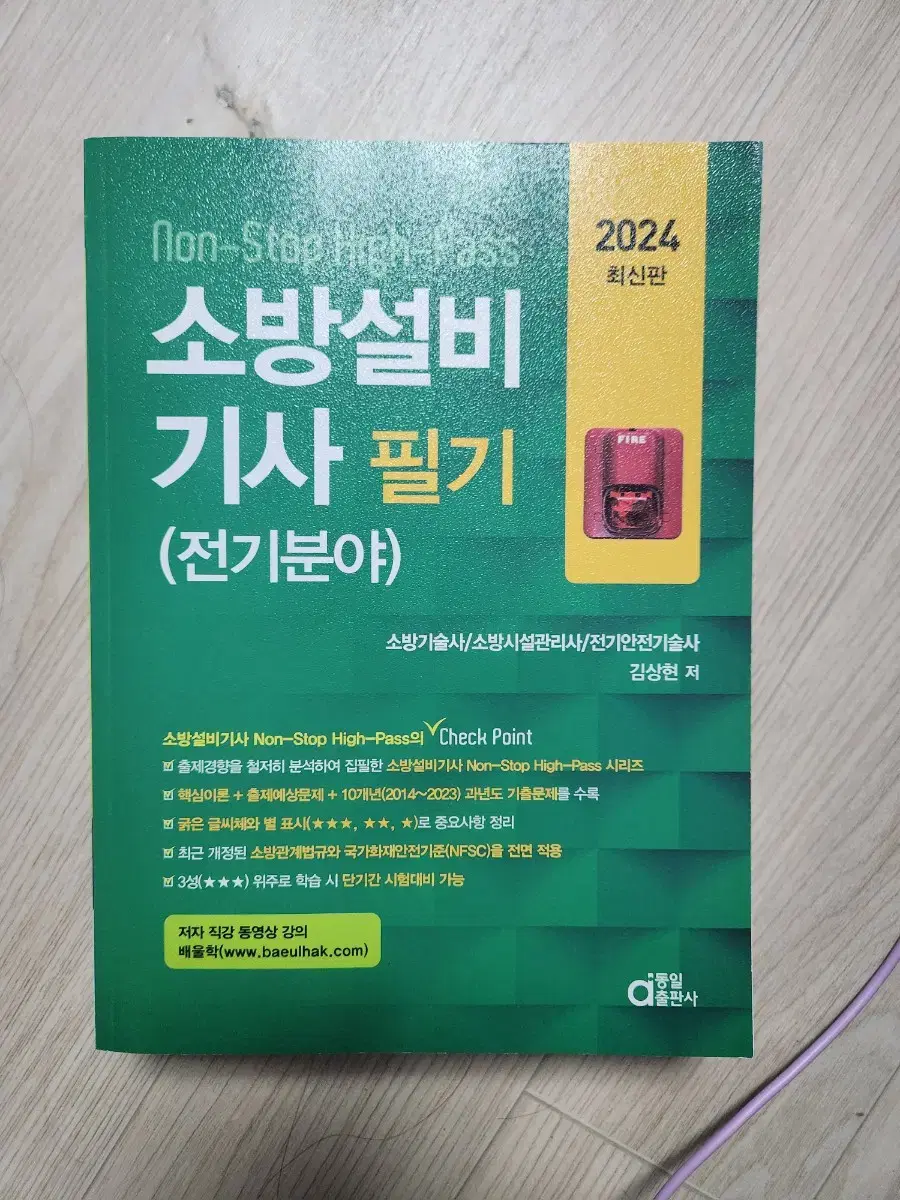 Non-Stop High-Pass
2024
최신판
소방설비
기사 필기
(전기분야)
FIRE
소방기술사/소방시설관리사/전기안전기술사
김상현 저
소방설비기사 Non-Stop High-Pass의 Check Point
☑ 출제경향을 철저히 분석하여 집필한 소방설비기사 Non-Stop High-Pass 시리즈
☑ 핵심이론 + 출제예상문제 + 10개년(2014~2023) 과년도 기출문제를 수록
☑ 굵은 글씨체와 별 표시(★★★, ★★, ★)로 중요사항 정리
☑ 최근 개정된 소방관계법규와 국가화재안전기준(NFSC)을 전면 적용
☑ 3성(★★★) 위주로 학습 시 단기간 시험대비 가능
저자 직강 동영상 강의
배울학(www.baeulhak.com)
동일
출판사